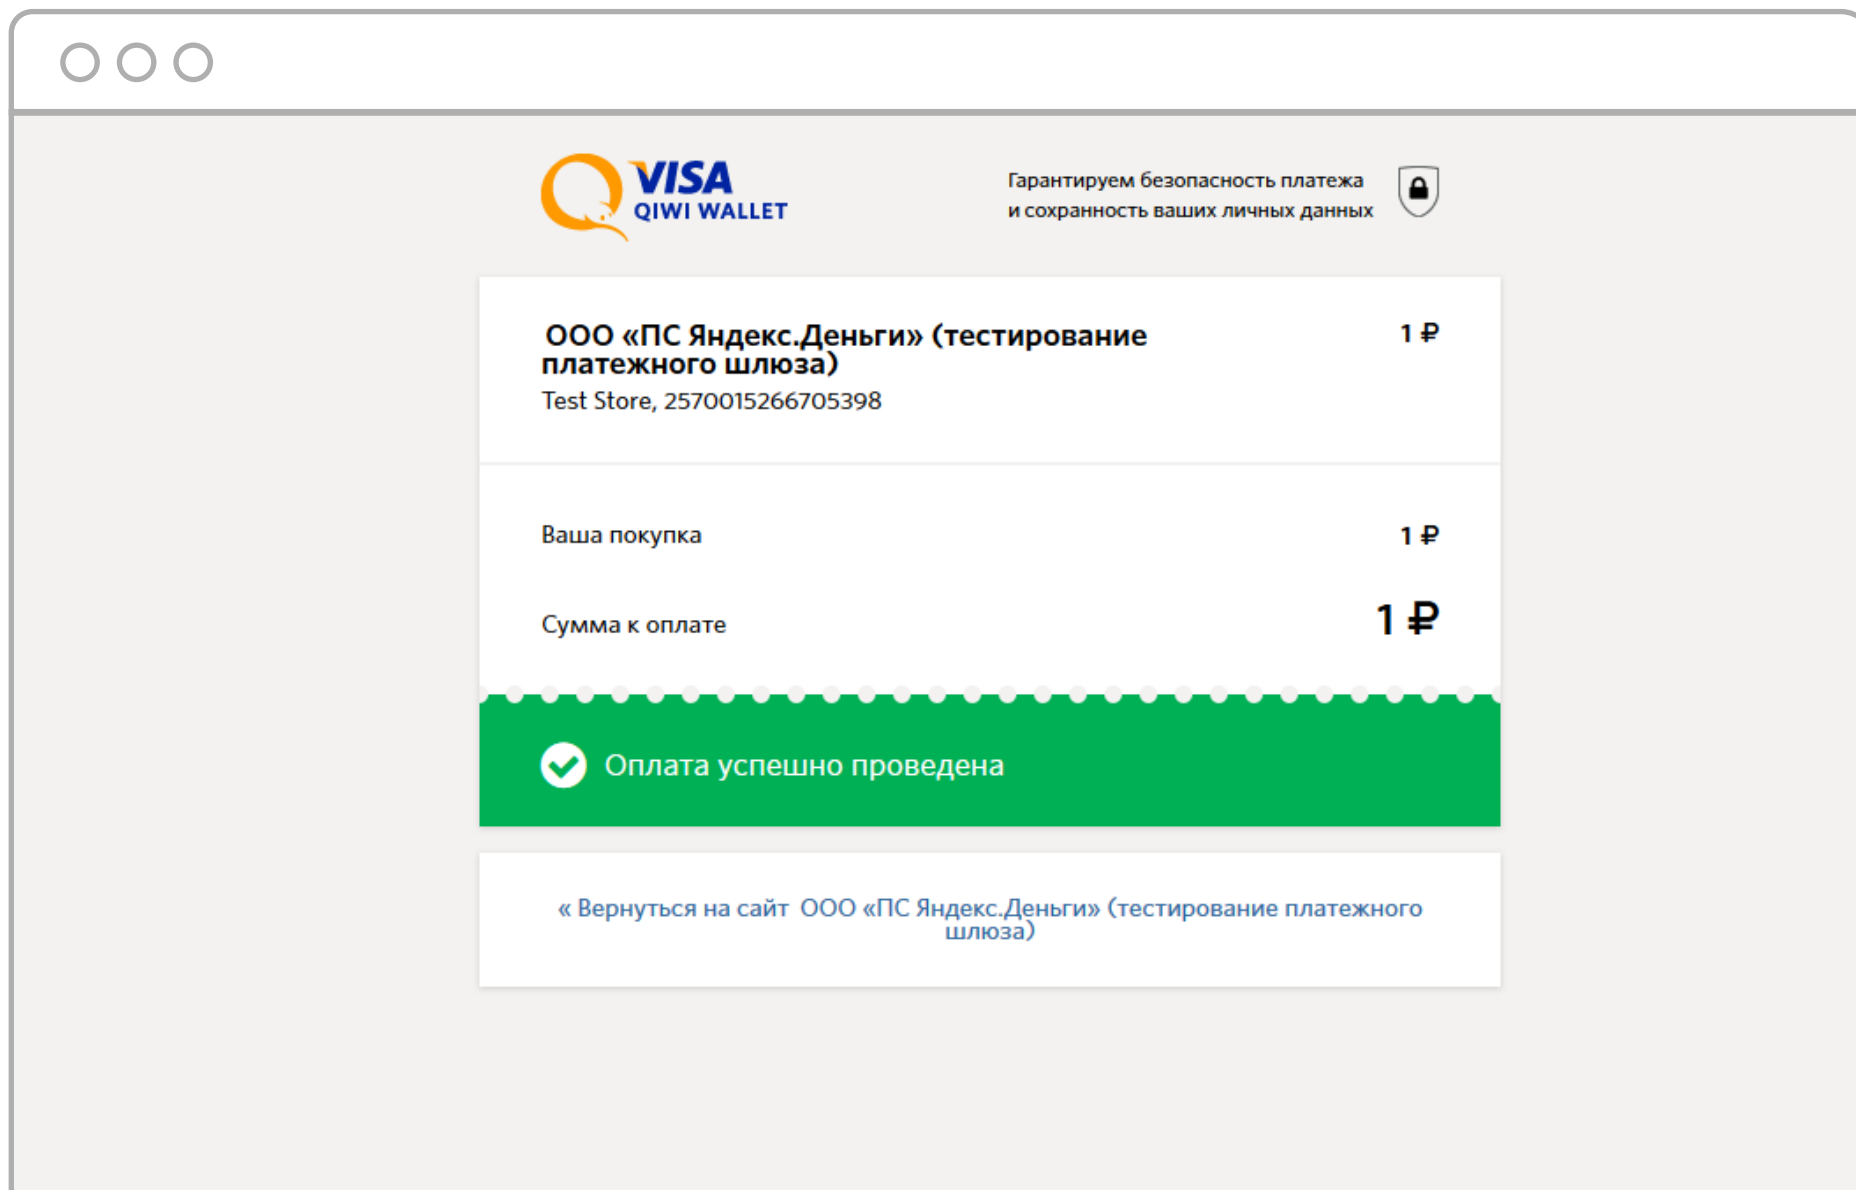 VISA
QIWI WALLET
Гарантируем безопасность платежа
и сохранность ваших личных данных
ООО «ПС Яндекс.Деньги» (тестирование
платежного шлюза)
1 ₽
Test Store, 2570015266705398
Ваша покупка
1 ₽
Сумма к оплате
1 ₽
Оплата успешно проведена
« Вернуться на сайт ООО «ПС Яндекс.Деньги» (тестирование платежного
шлюза)